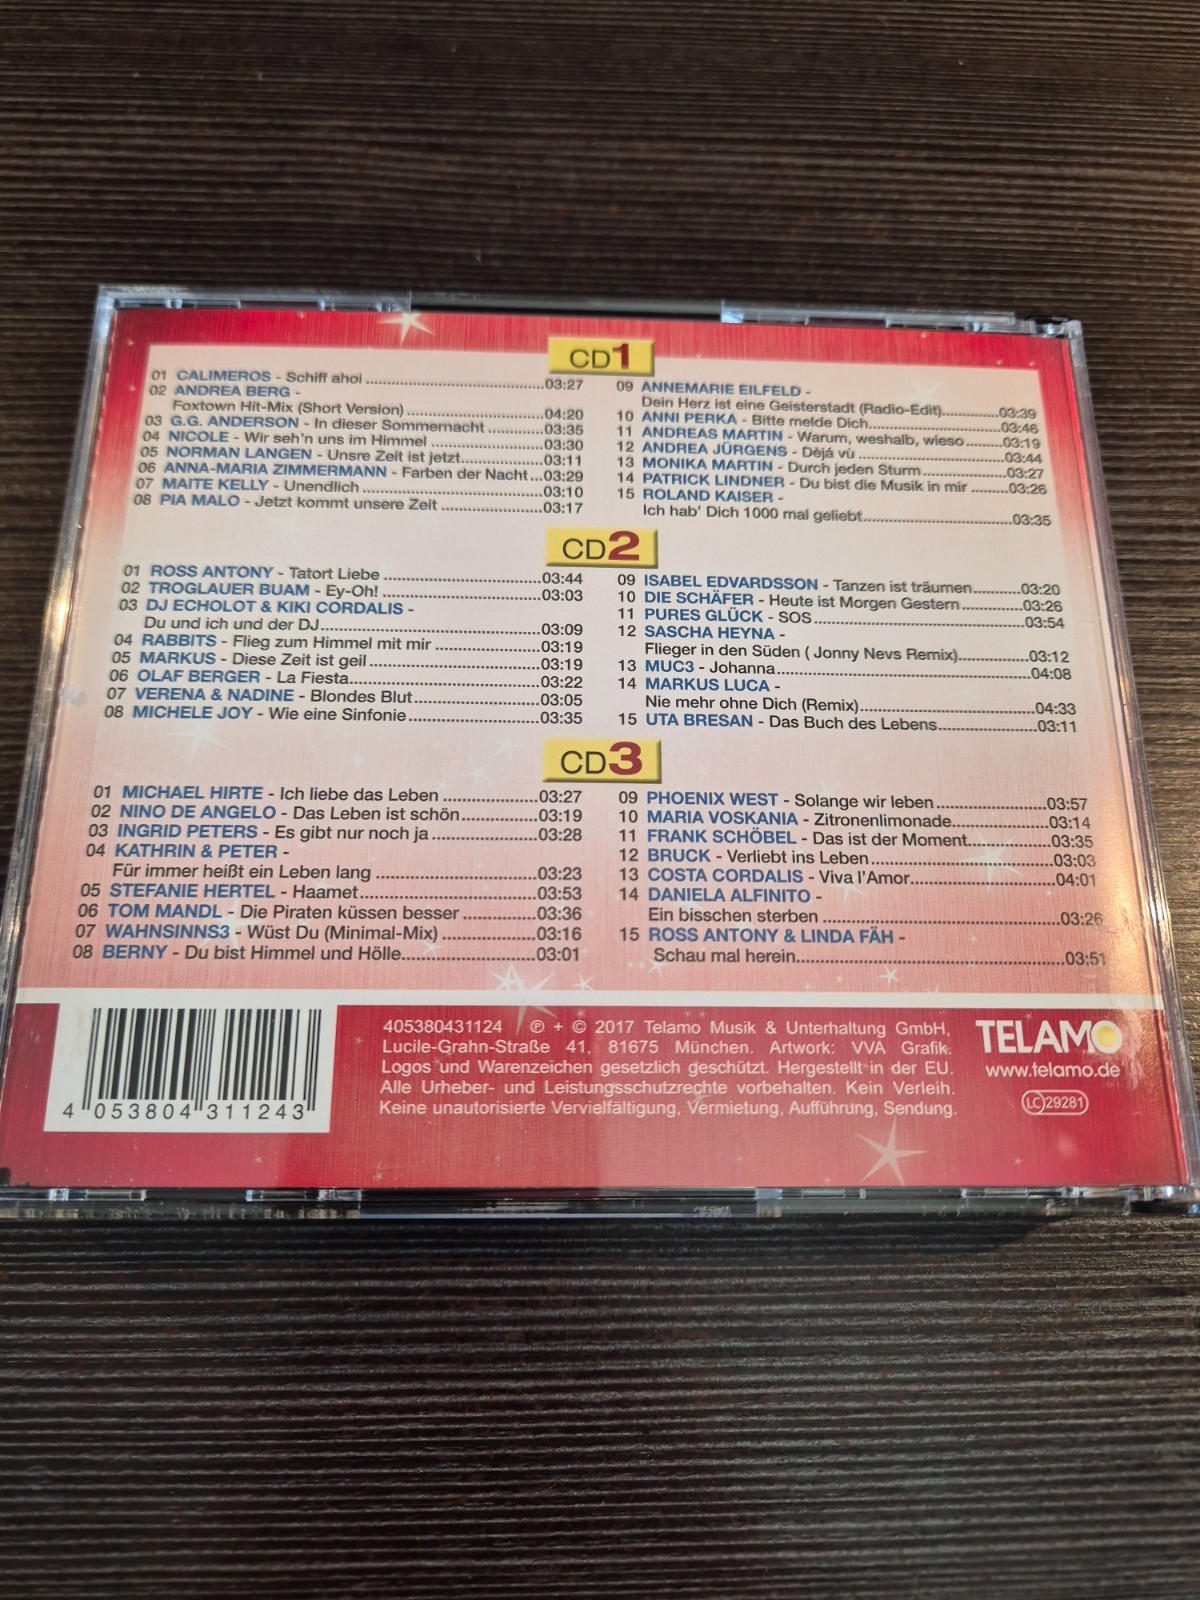 CD1
01 CALIMEROS - Schiff ahoi ....03:27
02 ANDREA BERG -
Foxtown Hit-Mix (Short Version) ....04:20
03 G.G. ANDERSON - In dieser Sommernacht ....03:35
04 NICOLE - Wir seh'n uns im Himmel ....03:30
05 NORMAN LANGEN - Unsre Zeit ist jetzt....03:11
06 ANNA-MARIA ZIMMERMANN - Farben der Nacht...03:29
07 MAITE KELLY - Unendlich ....03:10
08 PIA MALO - Jetzt kommt unsere Zeit ....03:17
09 ANNEMARIE EILFELD -
Dein Herz ist eine Geisterstadt (Radio-Edit)....03:39
10 ANNI PERKA - Bitte melde Dich....03:46
11 ANDREAS MARTIN - Warum, weshalb, wieso ....03:19
12 ANDREA JÜRGENS - Déjá vù ....03:44
13 MONIKA MARTIN - Durch jeden Sturm ....03:27
14 PATRICK LINDNER - Du bist die Musik in mir ....03:26
15 ROLAND KAISER -
Ich hab' Dich 1000 mal geliebt....03:35
CD2
01 ROSS ANTONY - Tatort Liebe ....03:44
02 TROGLAUER BUAM - Ey-Oh! ....03:03
03 DJ ECHOLOT & KIKI CORDALIS -
Du und ich und der DJ....03:09
04 RABBITS - Flieg zum Himmel mit mir ....03:19
05 MARKUS - Diese Zeit ist geil ....03:19
06 OLAF BERGER - La Fiesta....03:22
07 VERENA & NADINE - Blondes Blut....03:05
08 MICHELE JOY - Wie eine Sinfonie ....03:35
09 ISABEL EDVARDSSON - Tanzen ist träumen....03:20
10 DIE SCHÄFER - Heute ist Morgen Gestern ....03:26
11 PURES GLÜCK - SOS ....03:54
12 SASCHA HEYNA -
Flieger in den Süden ( Jonny Nevs Remix)....03:12
13 MUC3 - Johanna....04:08
14 MARKUS LUCA -
Nie mehr ohne Dich (Remix)....04:33
15 UTA BRESAN - Das Buch des Lebens....03:11
CD3
01 MICHAEL HIRTE - Ich liebe das Leben ....03:27
02 NINO DE ANGELO - Das Leben ist schön....03:19
03 INGRID PETERS - Es gibt nur noch ja ....03:28
04 KATHRIN & PETER -
Für immer heißt ein Leben lang ....03:23
05 STEFANIE HERTEL - Haamet....03:53
06 TOM MANDL - Die Piraten küssen besser ....03:36
07 WAHNSINNS3 - Wüst Du (Minimal-Mix) ....03:16
08 BERNY - Du bist Himmel und Hölle....03:01
09 PHOENIX WEST - Solange wir leben ....03:57
10 MARIA VOSKANIA - Zitronenlimonade....03:14
11 FRANK SCHÖBEL - Das ist der Moment....03:35
12 BRUCK - Verliebt ins Leben ....03:03
13 COSTA CORDALIS - Viva l'Amor....04:01
14 DANIELA ALFINITO -
Ein bisschen sterben ....03:26
15 ROSS ANTONY & LINDA FÄH -
Schau mal herein....03:51
4 053804 311243
405380431124 ℗ + © 2017 Telamo Musik & Unterhaltung GmbH,
Lucile-Grahn-Straße 41, 81675 München. Artwork: VVA Grafik.
Logos und Warenzeichen gesetzlich geschützt. Hergestellt in der EU.
Alle Urheber- und Leistungsschutzrechte vorbehalten. Kein Verleih.
Keine unautorisierte Vervielfältigung, Vermietung, Aufführung, Sendung.
TELAMO
www.telamo.de
LC 29281